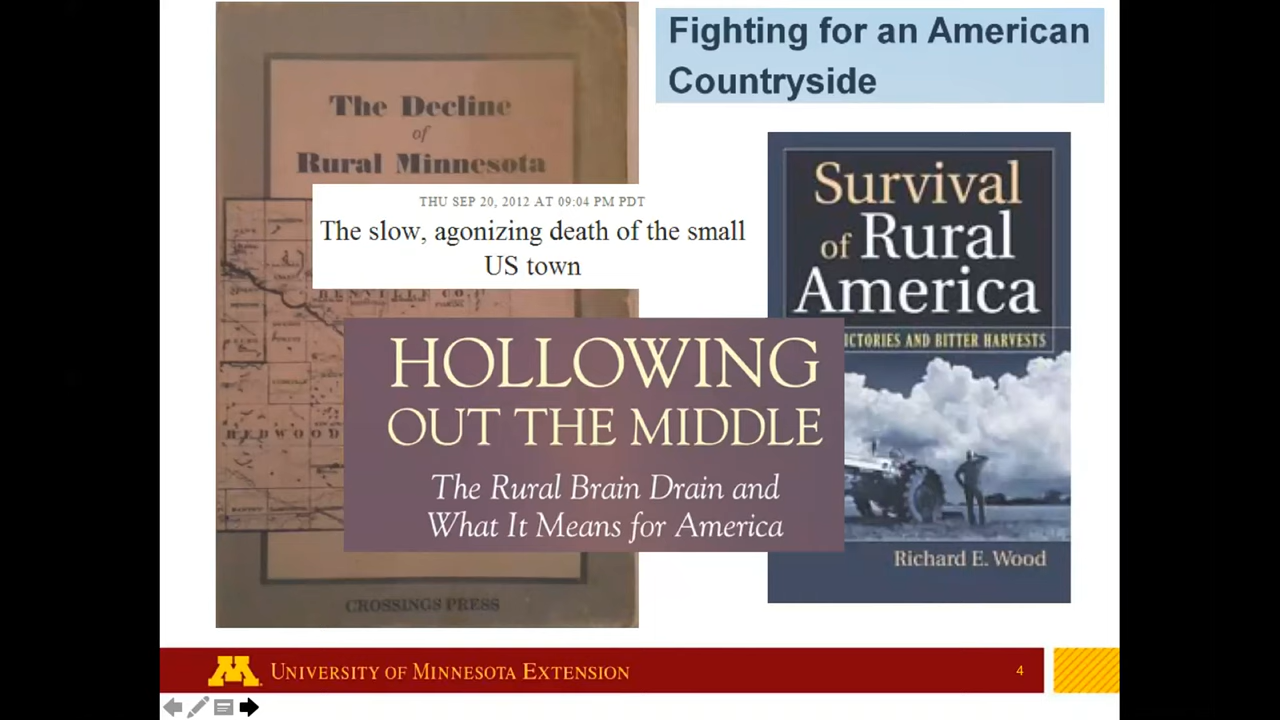 Fighting for an American
Countryside
The Decline
of
Rural Minnesota
THU SEP 20, 2012 AT 09:04 PM PDT
The slow, agonizing death of the small
US town
Survival
of Rural
America
ICTORIES AND BITTER HARVESTS
HOLLOWING
OUT THE MIDDLE
The Rural Brain Drain and
What It Means for America
REDWOOD
Richard E. Wood
CROSSINGS PRESS
M UNIVERSITY OF MINNESOTA EXTENSION
4